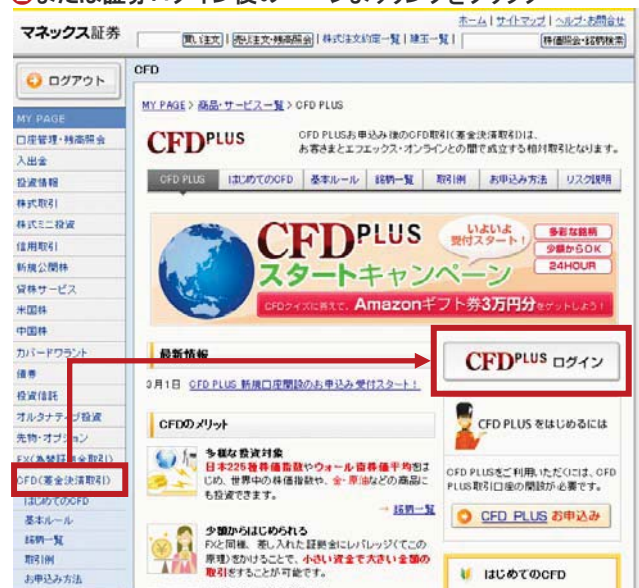 ホーム | サイトマップ | ヘルプ・お問合せ
マネックス証券
買い注文 | 売り注文・残高照会 | 株式注文約定一覧 | 建玉一覧 |
株価照会・銘柄検索
ログアウト
CFD
MY PAGE > 商品・サービス一覧 > CFD PLUS
MY PAGE
口座管理・残高照会
入出金
投資情報
株式取引
株式ミニ投資
信用取引
新規公開株
貸株サービス
米国株
中国株
カバードワラント
債券
投資信託
オルタナティブ投資
先物・オプション
FX(為替証拠金取引)
CFD(差金決済取引)
はじめてのCFD
基本ルール
銘柄一覧
取引例
お申込み方法
CFD PLUS
CFD PLUSお申込み後のCFD取引(差金決済取引)は、
お客さまとエフエックス・オンラインとの間で成立する相対取引となります。
CFD PLUS
はじめてのCFD
基本ルール
銘柄一覧
取引例
お申込み方法
リスク説明
CFD PLUS
スタートキャンペーン
いよいよ
受付スタート!
多彩な銘柄
少額からOK
24HOUR
CFDクイズに答えて、Amazonギフト券3万円分をゲットしよう!
最新情報
CFD PLUS 新規口座開設のお申込み受付スタート!
CFDのメリット
多様な投資対象
日本225種株価指数やウォール街株価平均をは
じめ、世界中の株価指数や、金・原油などの商品に
も投資できます。
→ 銘柄一覧
少額からはじめられる
FXと同様、差し入れた証拠金にレバレッジ(てこの
原理)をかけることで、小さい資金で大きい金額の
取引をすることが可能です。
CFD PLUS ログイン
CFD PLUS をはじめるには
CFD PLUSをご利用いただくには、CFD
PLUS取引口座の開設が必要です。
CFD PLUS お申込み
はじめてのCFD